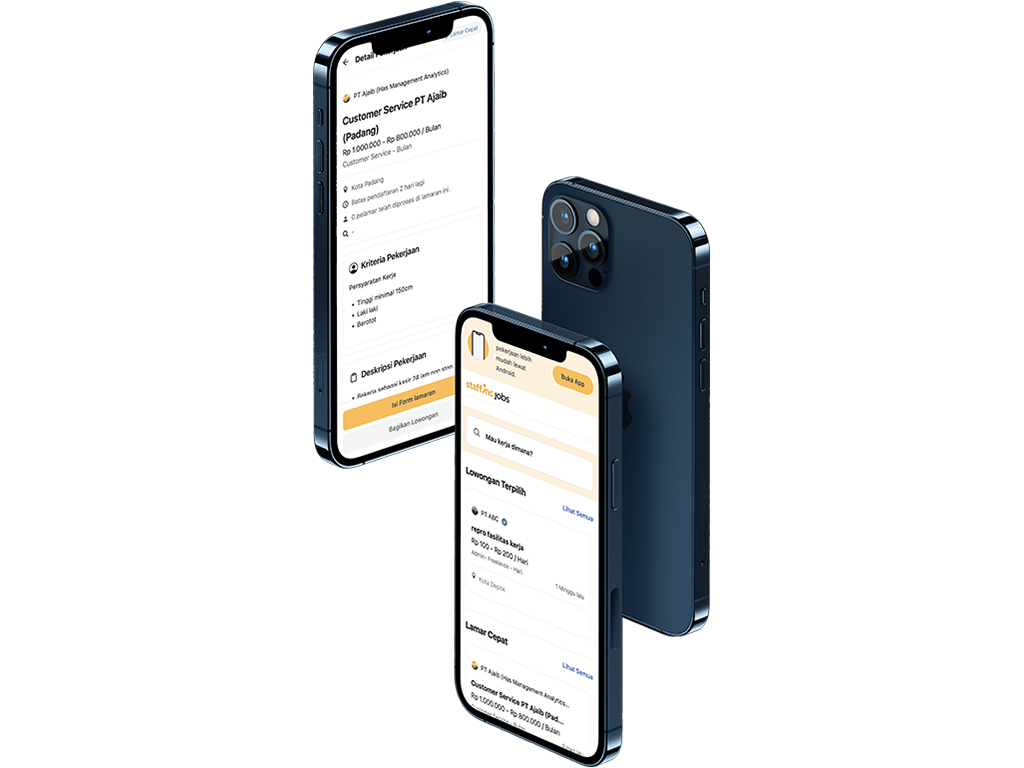 Lamar Cepat
Detail Pekerjaan
PT Ajaib (Has Management Analytics)
Customer Service PT Ajaib
(Padang)
Rp 1.000.000 - Rp 800.000 / Bulan
Customer Service - Bulan
Kota Padang
Batas pendaftaran 2 hari lagi
0 pelamar telah diproses di lamaran ini.
-
Kriteria Pekerjaan
Persyaratan Kerja
• Tinggi minimal 150cm
• Laki laki
• Berotot
Deskripsi Pekerjaan
• Bekerja sebagai kasir 24 jam non stop
Isi Form lamaran
Bagikan Lowongan
pekerjaan lebih
mudah lewat
Android.
Buka App
staffinc jobs
Mau kerja dimana?
Lowongan Terpilih
Lihat Semua
PT ABC
repro fasilitas kerja
Rp 100 - Rp 200 / Hari
Admin- Freelance - Hari
Kota Depok
1 Minggu lalu
Lamar Cepat
Lihat Semua
PT Ajaib (Has Management Analytics...
Customer Service PT Ajaib (Pad...
Rp 1.000.000 - Rp 800.000 / Bulan